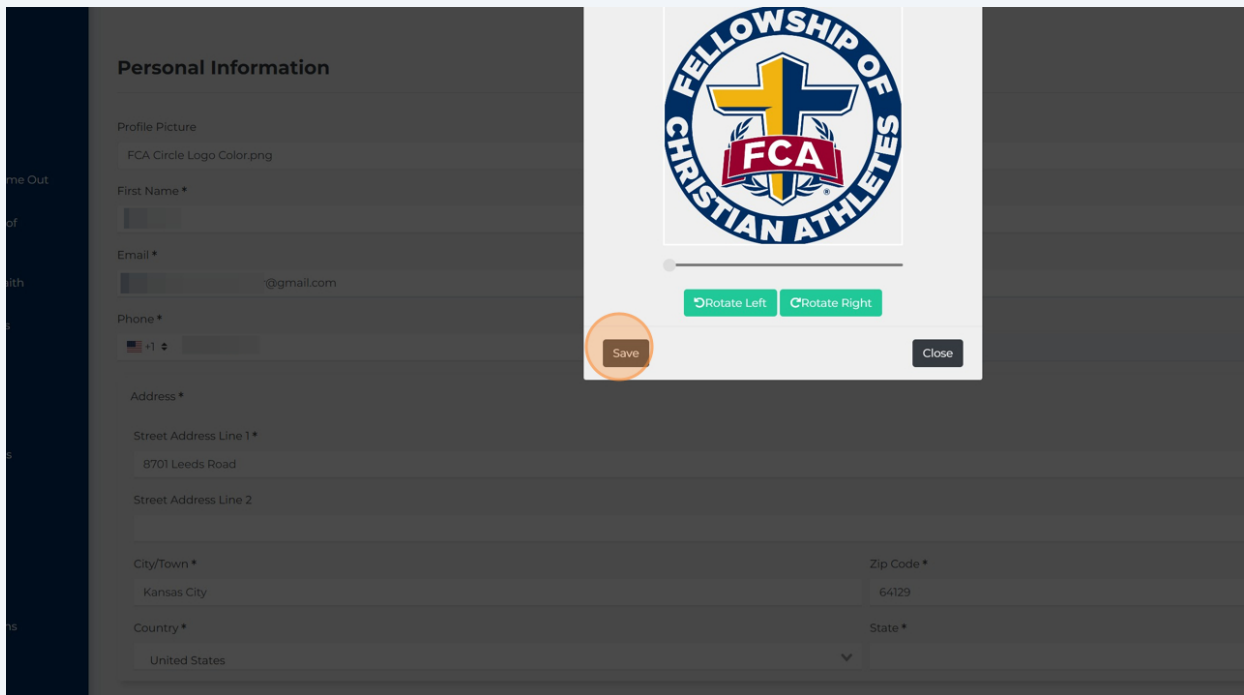 FELLOWSHIP OF
CHRISTIAN ATHLETES
FCA
®
Rotate Left Rotate Right
Save Close
Personal Information
Profile Picture
FCA Circle Logo Color.png
me Out
First Name *
of
Email *
@gmail.com
Phone *
+1
Address *
Street Address Line 1 *
s
8701 Leeds Road
Street Address Line 2
City/Town * Zip Code *
Kansas City 64129
ns
Country * State *
United States